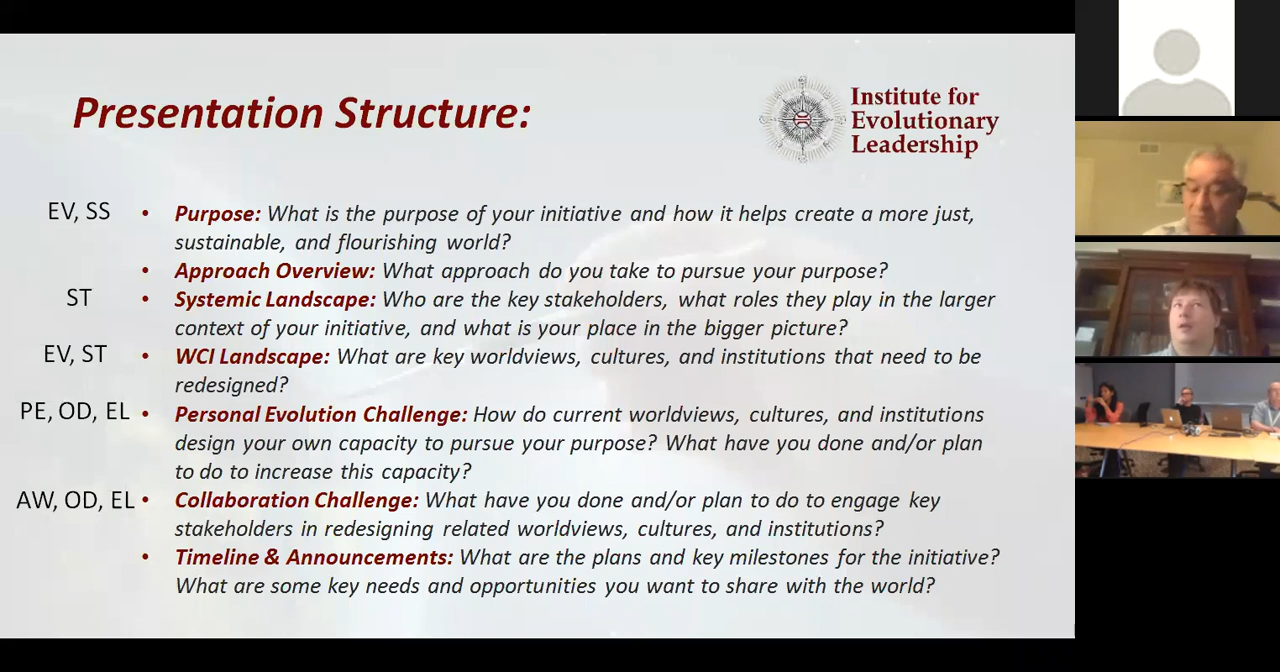 Presentation Structure:
Institute for
Evolutionary
Leadership
EV, SS
• Purpose: What is the purpose of your initiative and how it helps create a more just,
sustainable, and flourishing world?
• Approach Overview: What approach do you take to pursue your purpose?
ST
• Systemic Landscape: Who are the key stakeholders, what roles they play in the larger
context of your initiative, and what is your place in the bigger picture?
EV, ST
• WCI Landscape: What are key worldviews, cultures, and institutions that need to be
redesigned?
PE, OD, EL
• Personal Evolution Challenge: How do current worldviews, cultures, and institutions
design your own capacity to pursue your purpose? What have you done and/or plan
to do to increase this capacity?
AW, OD, EL
• Collaboration Challenge: What have you done and/or plan to do to engage key
stakeholders in redesigning related worldviews, cultures, and institutions?
• Timeline & Announcements: What are the plans and key milestones for the initiative?
What are some key needs and opportunities you want to share with the world?